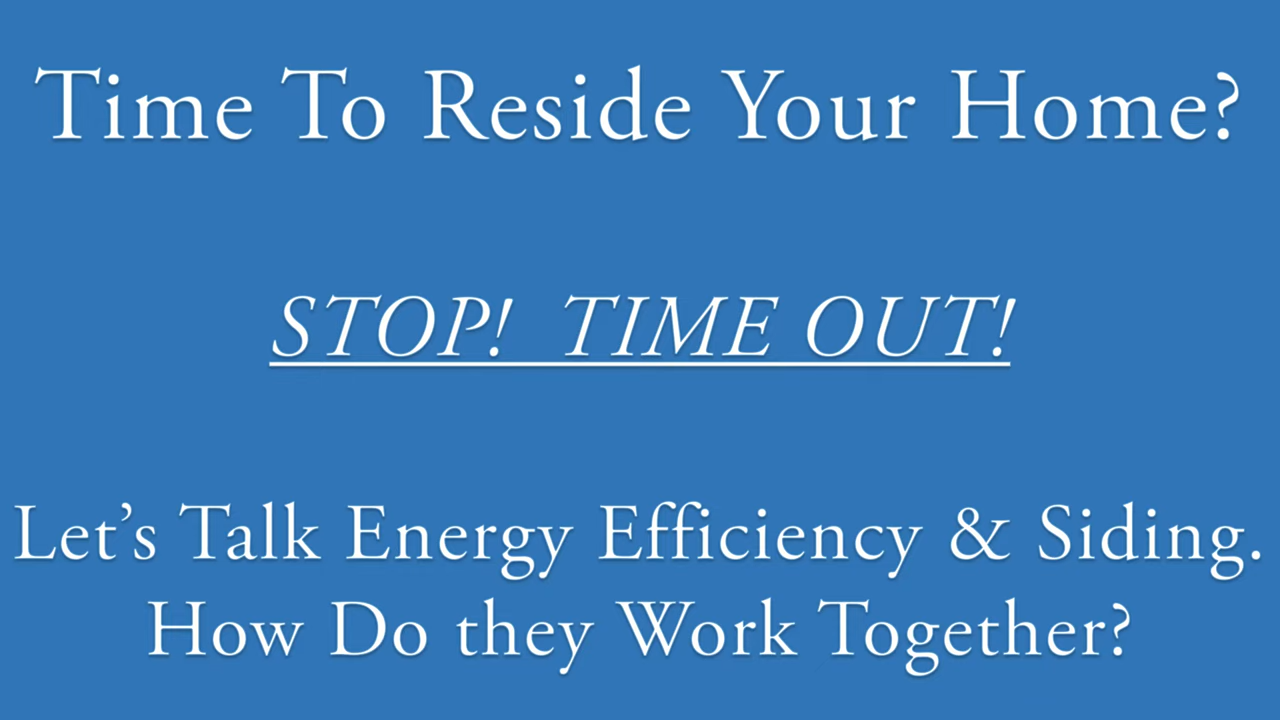 Time To Reside Your Home?
STOP!  TIME OUT!
Let’s Talk Energy Efficiency & Siding.
How Do they Work Together?